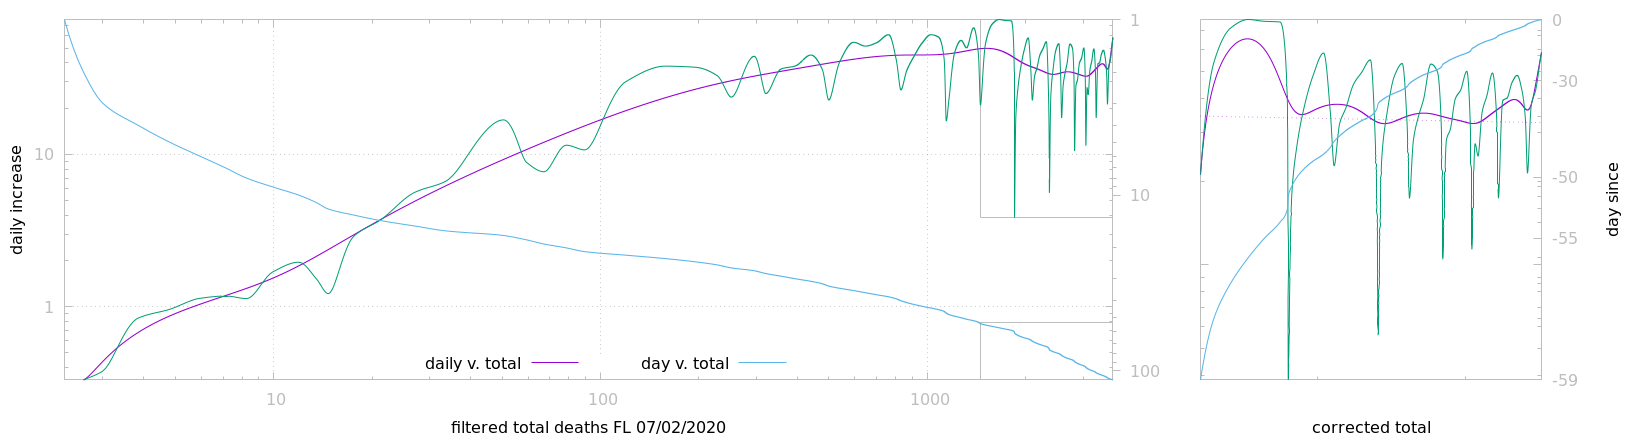 daily increase
10
1
10
100
1000
1
10
100
daily v. total
day v. total
filtered total deaths FL 07/02/2020
0
-30
-50
-55
-59
day since
corrected total